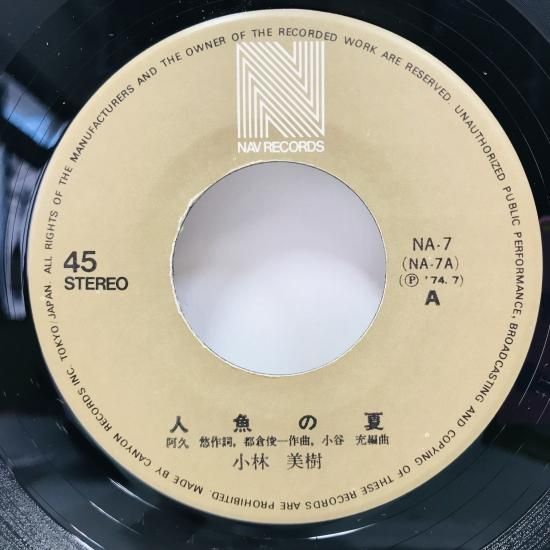 N
NAV RECORDS
45
STEREO
NA-7
(NA-7A)
(Ⓟ '74. 7)
A
人魚の夏
阿久 悠作詞, 都倉俊一作曲, 小谷 充編曲
小林 美樹
MADE BY CANYON RECORDS INC. TOKYO JAPAN. ALL RIGHTS OF THE MANUFACTURERS AND THE OWNER OF THE RECORDED WORK ARE RESERVED. UNAUTHORIZED PUBLIC PERFORMANCE, BROADCASTING AND COPYING OF THESE RECORDS ARE PROHIBITED.